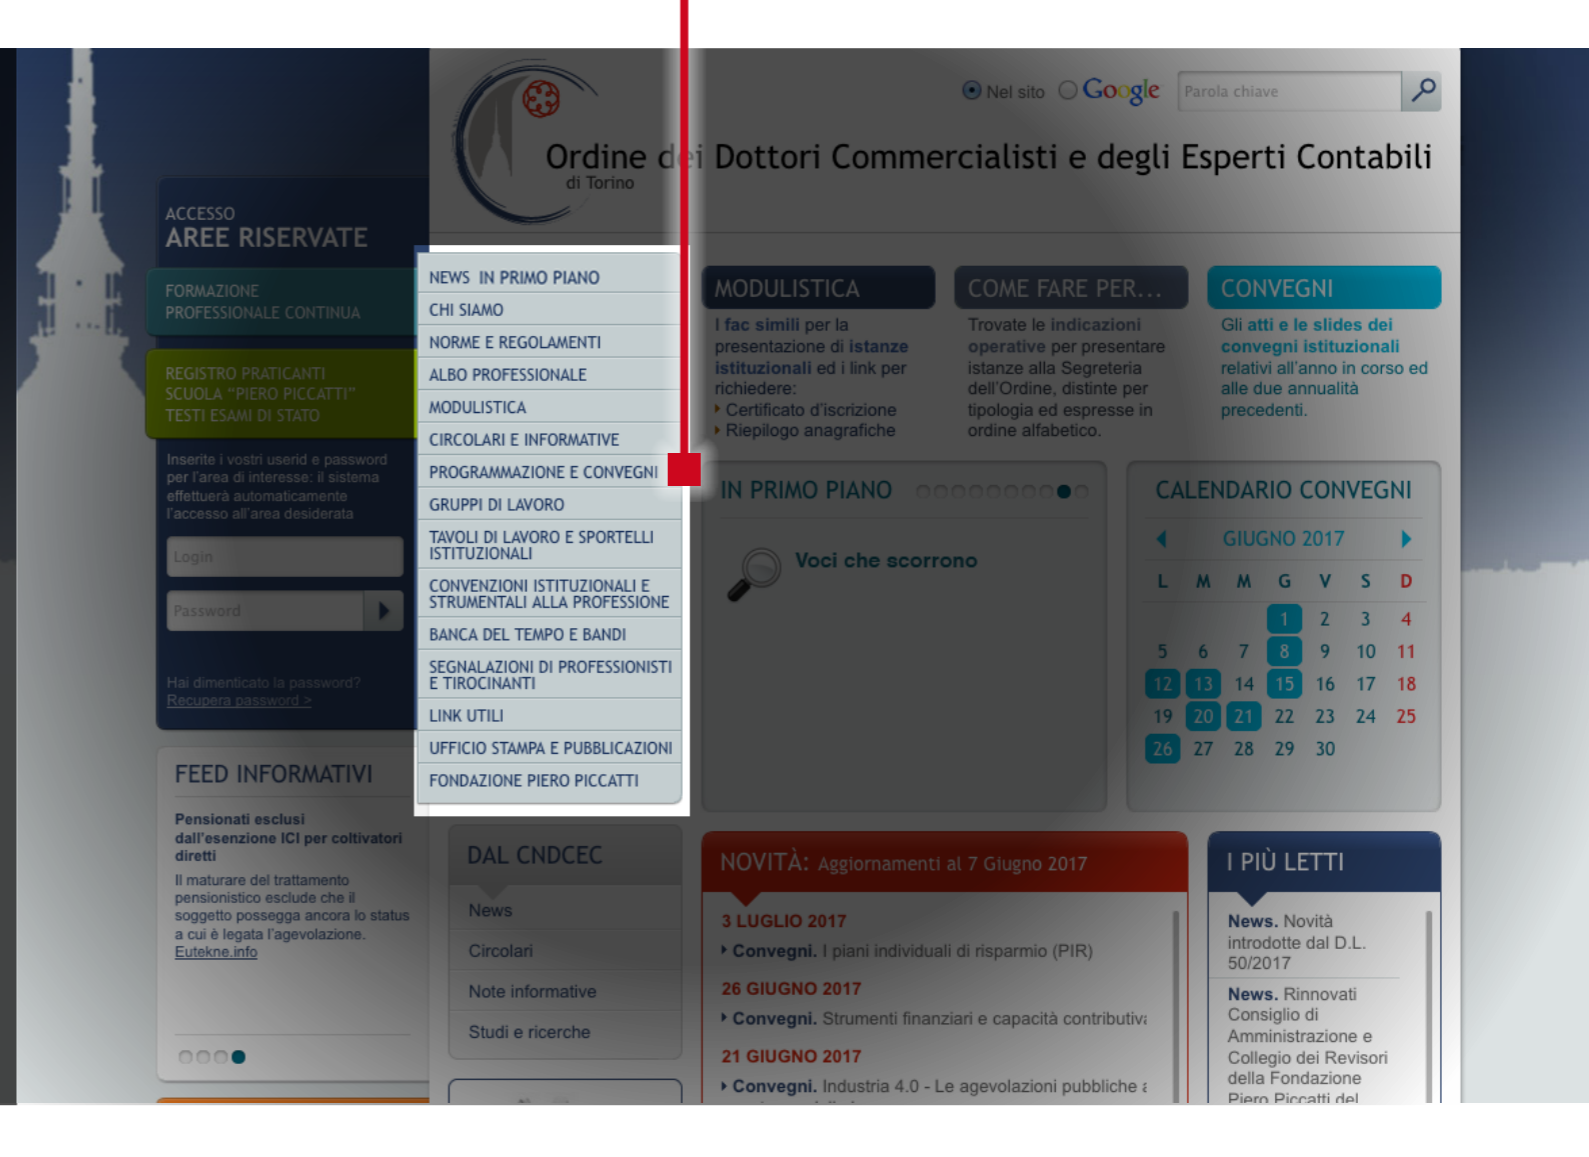 Nel sito Google Parola chiave
Ordine dei Dottori Commercialisti e degli Esperti Contabili
di Torino
ACCESSO
AREE RISERVATE
FORMAZIONE
PROFESSIONALE CONTINUA
REGISTRO PRATICANTI
SCUOLA “PIERO PICCATTI”
TESTI ESAMI DI STATO
Inserite i vostri userid e password
per l'area di interesse: il sistema
effettuerà automaticamente
l'accesso all'area desiderata
Login
Password
Hai dimenticato la password?
Recupera password >
NEWS IN PRIMO PIANO
CHI SIAMO
NORME E REGOLAMENTI
ALBO PROFESSIONALE
MODULISTICA
CIRCOLARI E INFORMATIVE
PROGRAMMAZIONE E CONVEGNI
GRUPPI DI LAVORO
TAVOLI DI LAVORO E SPORTELLI
ISTITUZIONALI
CONVENZIONI ISTITUZIONALI E
STRUMENTALI ALLA PROFESSIONE
BANCA DEL TEMPO E BANDI
SEGNALAZIONI DI PROFESSIONISTI
E TIROCINANTI
LINK UTILI
UFFICIO STAMPA E PUBBLICAZIONI
FONDAZIONE PIERO PICCATTI
MODULISTICA
I fac simili per la
presentazione di istanze
istituzionali ed i link per
richiedere:
Certificato d'iscrizione
Riepilogo anagrafiche
COME FARE PER...
Trovate le indicazioni
operative per presentare
istanze alla Segreteria
dell'Ordine, distinte per
tipologia ed espresse in
ordine alfabetico.
CONVEGNI
Gli atti e le slides dei
convegni istituzionali
relativi all'anno in corso ed
alle due annualità
precedenti.
IN PRIMO PIANO
Voci che scorrono
CALENDARIO CONVEGNI
GIUGNO 2017
L M M G V S D
1 2 3 4
5 6 7 8 9 10 11
12 13 14 15 16 17 18
19 20 21 22 23 24 25
26 27 28 29 30
FEED INFORMATIVI
Pensionati esclusi
dall'esenzione ICI per coltivatori
diretti
Il maturare del trattamento
pensionistico esclude che il
soggetto possegga ancora lo status
a cui è legata l'agevolazione.
Eutekne.info
DAL CNDCEC
News
Circolari
Note informative
Studi e ricerche
NOVITÀ: Aggiornamenti al 7 Giugno 2017
3 LUGLIO 2017
Convegni. I piani individuali di risparmio (PIR)
26 GIUGNO 2017
Convegni. Strumenti finanziari e capacità contributiva
21 GIUGNO 2017
Convegni. Industria 4.0 - Le agevolazioni pubbliche a
I PIÙ LETTI
News. Novità
introdotte dal D.L.
50/2017
News. Rinnovati
Consiglio di
Amministrazione e
Collegio dei Revisori
della Fondazione
Piero Piccatti del